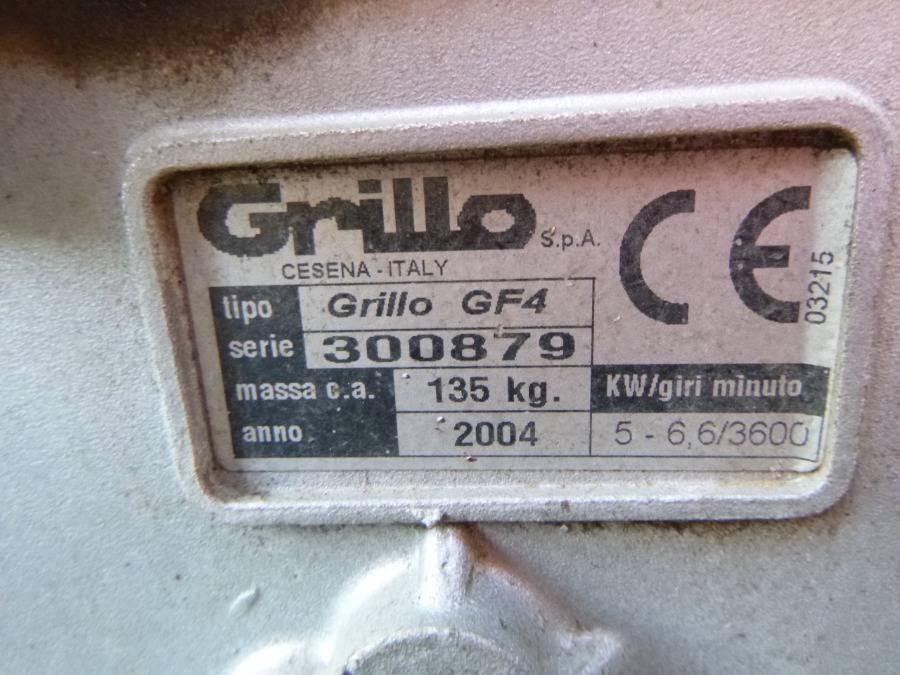 Grillo S.p.A.
CESENA - ITALY
CE
03215
tipo Grillo GF4
serie 300879
massa c.a. 135 kg.
KW/giri minuto
anno 2004
5 - 6,6/3600